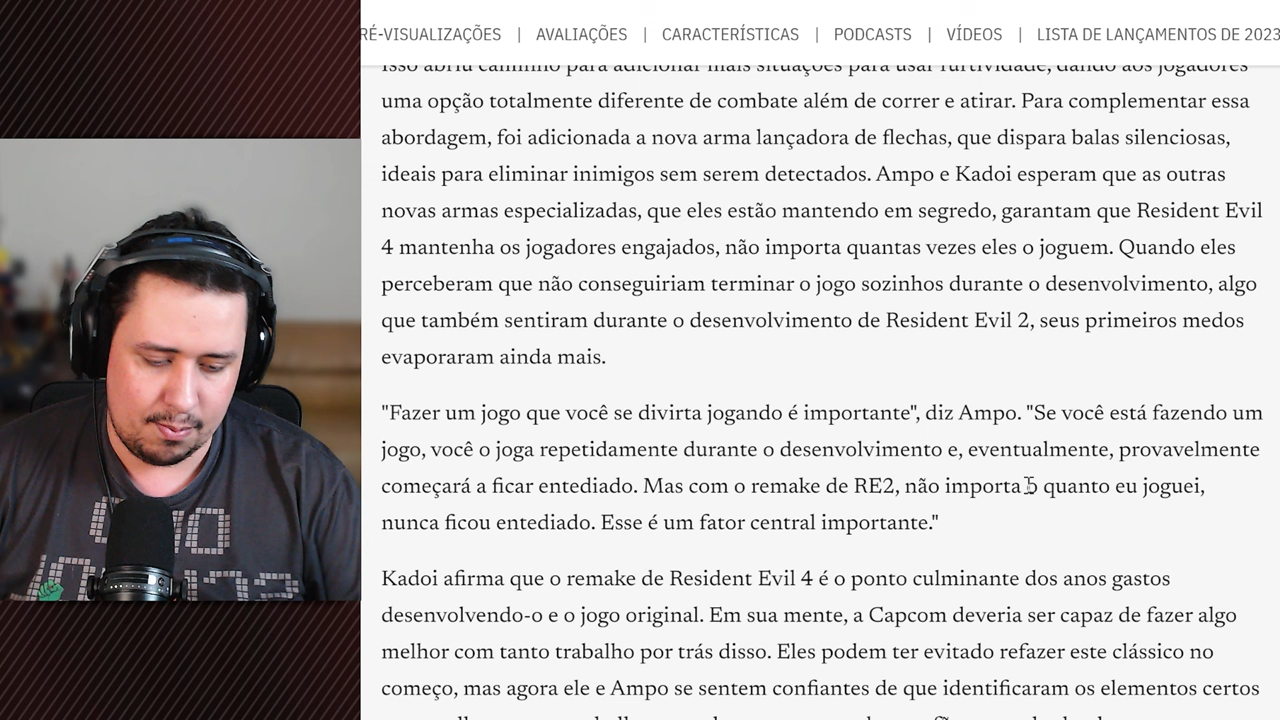 RÉ-VISUALIZAÇÕES | AVALIAÇÕES | CARACTERÍSTICAS | PODCASTS | VÍDEOS | LISTA DE LANÇAMENTOS DE 2023
Isso abriu caminho para adicionar mais situações para usar furtividade, dando aos jogadores
uma opção totalmente diferente de combate além de correr e atirar. Para complementar essa
abordagem, foi adicionada a nova arma lançadora de flechas, que dispara balas silenciosas,
ideais para eliminar inimigos sem serem detectados. Ampo e Kadoi esperam que as outras
novas armas especializadas, que eles estão mantendo em segredo, garantam que Resident Evil
4 mantenha os jogadores engajados, não importa quantas vezes eles o joguem. Quando eles
perceberam que não conseguiriam terminar o jogo sozinhos durante o desenvolvimento, algo
que também sentiram durante o desenvolvimento de Resident Evil 2, seus primeiros medos
evaporaram ainda mais.
"Fazer um jogo que você se divirta jogando é importante", diz Ampo. "Se você está fazendo um
jogo, você o joga repetidamente durante o desenvolvimento e, eventualmente, provavelmente
começará a ficar entediado. Mas com o remake de RE2, não importa o quanto eu joguei,
nunca ficou entediado. Esse é um fator central importante."
Kadoi afirma que o remake de Resident Evil 4 é o ponto culminante dos anos gastos
desenvolvendo-o e o jogo original. Em sua mente, a Capcom deveria ser capaz de fazer algo
melhor com tanto trabalho por trás disso. Eles podem ter evitado refazer este clássico no
começo, mas agora ele e Ampo se sentem confiantes de que identificaram os elementos certos